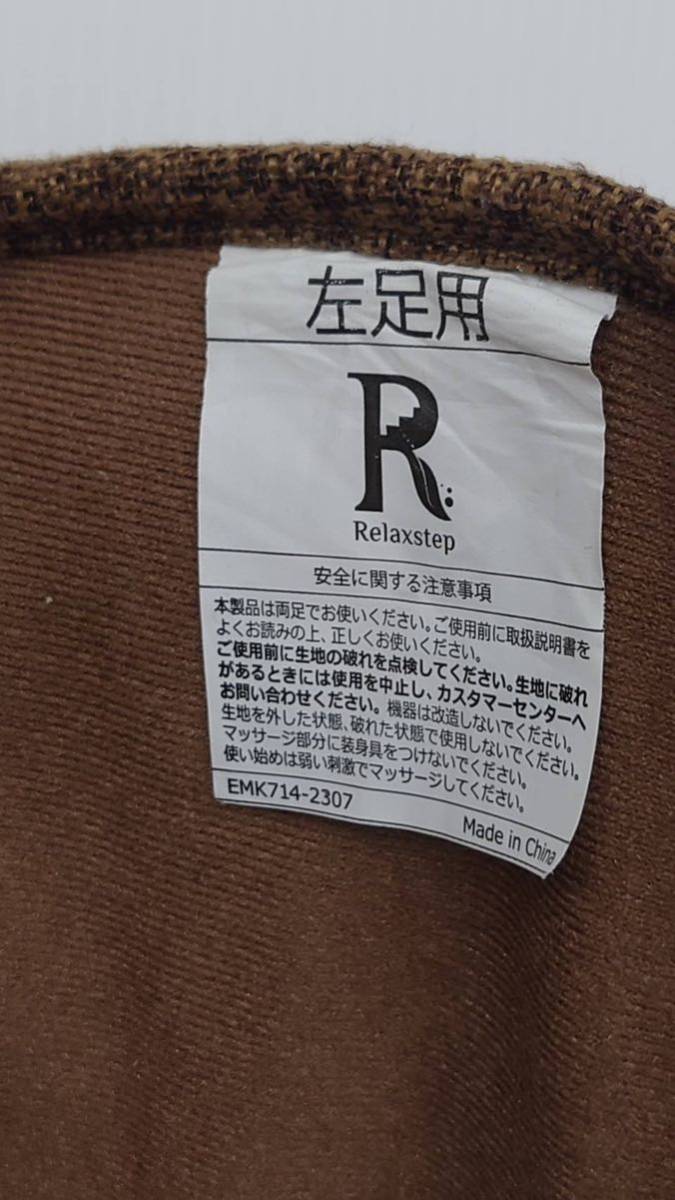 左足用
R
Relaxstep
安全に関する注意事項
本製品は両足でお使いください。ご使用前に取扱説明書を
よくお読みの上、正しくお使いください。
ご使用前に生地の破れを点検してください。生地に破れ
があるときには使用を中止し、カスタマーセンターへ
お問い合わせください。機器は改造しないでください。
生地を外した状態、破れた状態で使用しないでください。
マッサージ部分に装身具をつけないでください。
使い始めは弱い刺激でマッサージしてください。
EMK714-2307
Made in China